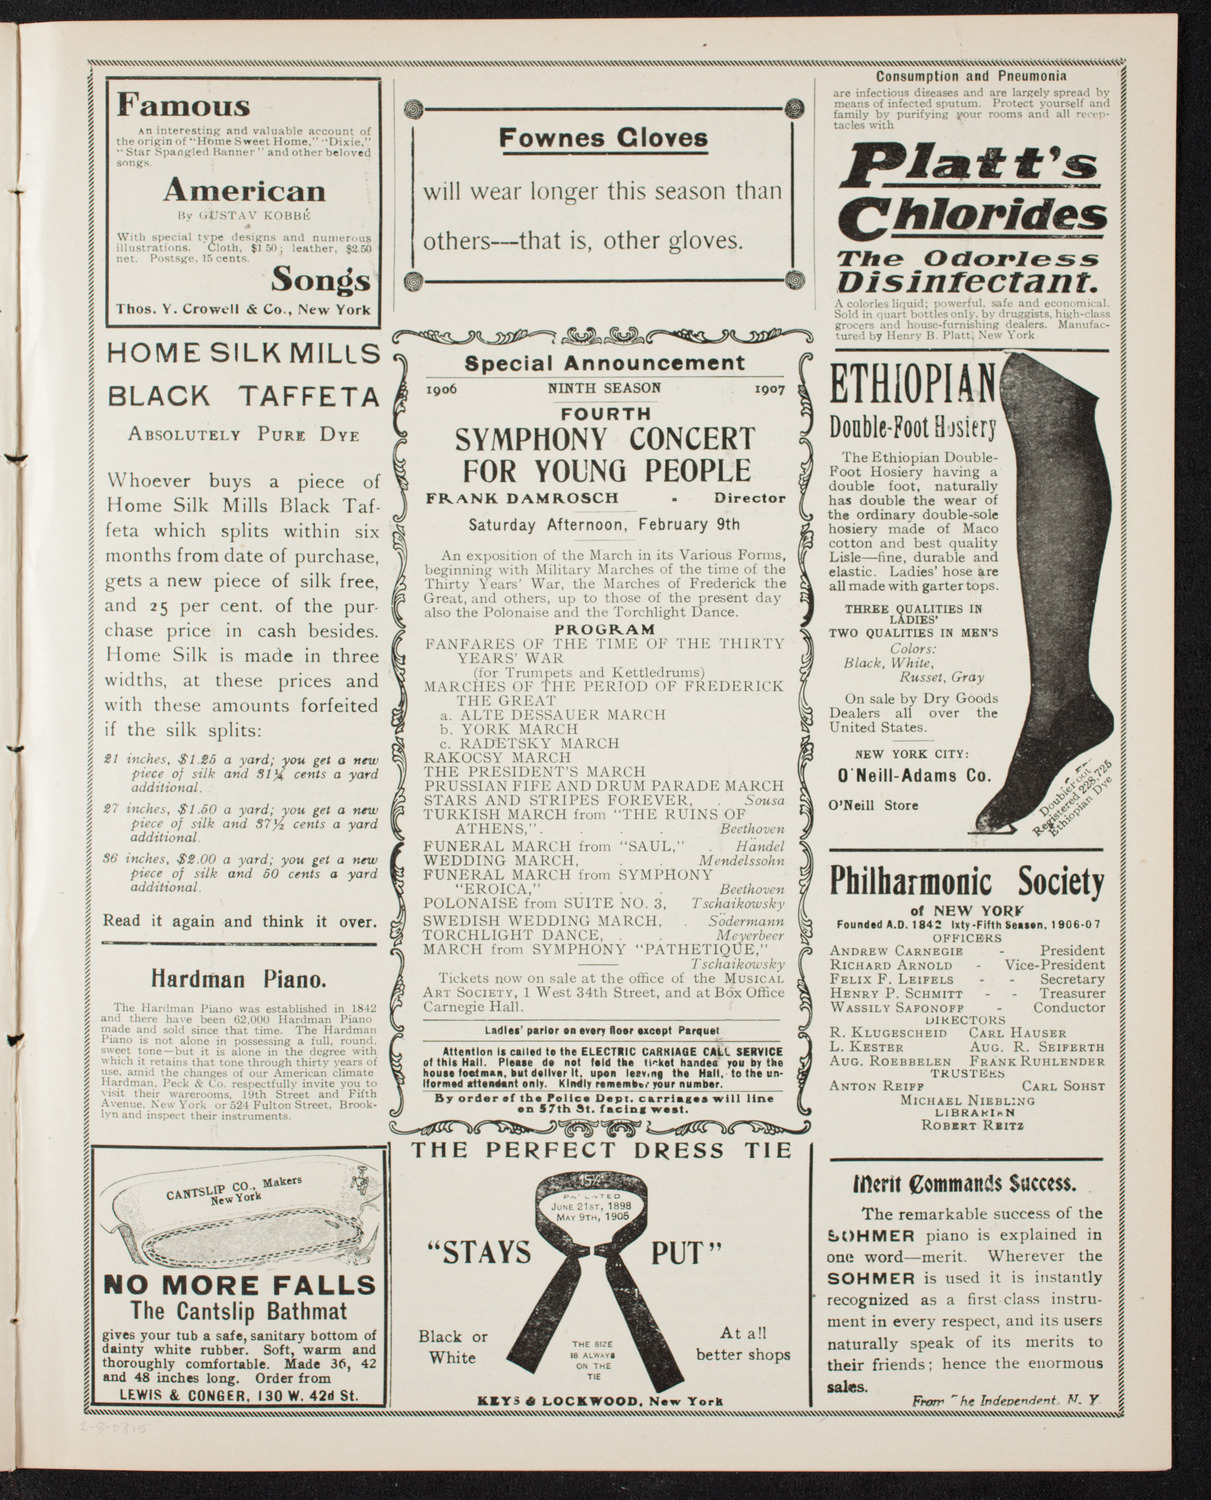 Famous
An interesting and valuable account of
the origin of "Home Sweet Home," "Dixie,"
"Star Spangled Banner" and other beloved
songs.
American
By GUSTAV KOBBÉ
With special type designs and numerous
illustrations. Cloth, $1 50; leather, $2.50
net. Postsge, 15 cents.
Songs
Thos. Y. Crowell & Co., New York
HOME SILK MILLS
BLACK TAFFETA
ABSOLUTELY PURE DYE
Whoever buys a piece of
Home Silk Mills Black Taf-
feta which splits within six
months from date of purchase,
gets a new piece of silk free,
and 25 per cent. of the pur-
chase price in cash besides.
Home Silk is made in three
widths, at these prices and
with these amounts forfeited
if the silk splits:
21 inches, $1.25 a yard; you get a new
piece of silk and 31¼ cents a yard
additional.
27 inches, $1.50 a yard; you get a new
piece of silk and 37½ cents a yard
additional.
36 inches, $2.00 a yard; you get a new
piece of silk and 50 cents a yard
additional.
Read it again and think it over.
Hardman Piano.
The Hardman Piano was established in 1842
and there have been 62,000 Hardman Piano
made and sold since that time. The Hardman
Piano is not alone in possessing a full, round,
sweet tone—but it is alone in the degree with
which it retains that tone through thirty years of
use, amid the changes of our American climate
Hardman, Peck & Co. respectfully invite you to
visit their warerooms, 19th Street and Fifth
Avenue, New York or 524 Fulton Street, Brook-
lyn and inspect their instruments.
CANTSLIP CO., Makers
New York
NO MORE FALLS
The Cantslip Bathmat
gives your tub a safe, sanitary bottom of
dainty white rubber. Soft, warm and
thoroughly comfortable. Made 36, 42
and 48 inches long. Order from
LEWIS & CONGER, 130 W. 42d St.
Fownes Gloves
will wear longer this season than
others---that is, other gloves.
Special Announcement
1906 NINTH SEASON 1907
FOURTH
SYMPHONY CONCERT
FOR YOUNG PEOPLE
FRANK DAMROSCH - Director
Saturday Afternoon, February 9th
An exposition of the March in its Various Forms,
beginning with Military Marches of the time of the
Thirty Years' War, the Marches of Frederick the
Great, and others, up to those of the present day
also the Polonaise and the Torchlight Dance.
PROGRAM
FANFARES OF THE TIME OF THE THIRTY
YEARS' WAR
(for Trumpets and Kettledrums)
MARCHES OF THE PERIOD OF FREDERICK
THE GREAT
a. ALTE DESSAUER MARCH
b. YORK MARCH
c. RADETSKY MARCH
RAKOCSY MARCH
THE PRESIDENT'S MARCH
PRUSSIAN FIFE AND DRUM PARADE MARCH
STARS AND STRIPES FOREVER, . Sousa
TURKISH MARCH from "THE RUINS OF
ATHENS,". . . . Beethoven
FUNERAL MARCH from "SAUL," . Händel
WEDDING MARCH, . . Mendelssohn
FUNERAL MARCH from SYMPHONY
"EROICA," . . . Beethoven
POLONAISE from SUITE NO. 3, Tschaikowsky
SWEDISH WEDDING MARCH, . Södermann
TORCHLIGHT DANCE, . . Meyerbeer
MARCH from SYMPHONY "PATHETIQUE,"
Tschaikowsky
Tickets now on sale at the office of the MUSICAL
ART SOCIETY, 1 West 34th Street, and at Box Office
Carnegie Hall.
Ladies' parlor on every floor except Parquet
Attention is called to the ELECTRIC CARRIAGE CALL SERVICE
of this Hall. Please do not fold the ticket handed you by the
house footman, but deliver it, upon leaving the Hall, to the un-
iformed attendant only. Kindly remember your number.
By order of the Police Dept. carriages will line
on 57th St. facing west.
THE PERFECT DRESS TIE
15½
PATENTED
JUNE 21ST, 1898
MAY 9TH, 1905
"STAYS PUT"
Black or
White
THE SIZE
IS ALWAYS
ON THE
TIE
At all
better shops
KEYS & LOCKWOOD, New York
Consumption and Pneumonia
are infectious diseases and are largely spread by
means of infected sputum. Protect yourself and
family by purifying your rooms and all recep-
tacles with
Platt's
Chlorides
The Odorless
Disinfectant.
A colorles liquid; powerful, safe and economical.
Sold in quart bottles only, by druggists, high-class
grocers and house-furnishing dealers. Manufac-
tured by Henry B. Platt, New York
ETHIOPIAN
Double-Foot Hosiery
The Ethiopian Double-
Foot Hosiery having a
double foot, naturally
has double the wear of
the ordinary double-sole
hosiery made of Maco
cotton and best quality
Lisle—fine, durable and
elastic. Ladies' hose are
all made with garter tops.
THREE QUALITIES IN
LADIES'
TWO QUALITIES IN MEN'S
Colors:
Black, White,
Russet, Gray
On sale by Dry Goods
Dealers all over the
United States.
NEW YORK CITY:
O'Neill-Adams Co.
O'Neill Store
Doublefoot
Registered 228,725
Ethiopian Dye
Philharmonic Society
of NEW YORK
Founded A.D. 1842 ixty-Fifth Season, 1906-07
OFFICERS
ANDREW CARNEGIE - President
RICHARD ARNOLD - Vice-President
FELIX F. LEIFELS - - Secretary
HENRY P. SCHMITT - - Treasurer
WASSILY SAFONOFF - Conductor
DIRECTORS
R. KLUGESCHEID CARL HAUSER
L. KESTER AUG. R. SEIFERTH
AUG. ROEBBELEN FRANK RUHLENDER
TRUSTEES
ANTON REIFF CARL SOHST
MICHAEL NIEBLING
LIBRARIAN
ROBERT REITZ
Merit Commands Success.
The remarkable success of the
SOHMER piano is explained in
one word—merit. Wherever the
SOHMER is used it is instantly
recognized as a first-class instru-
ment in every respect, and its users
naturally speak of its merits to
their friends; hence the enormous
sales.
From The Independent, N. Y.
2-8-07.5